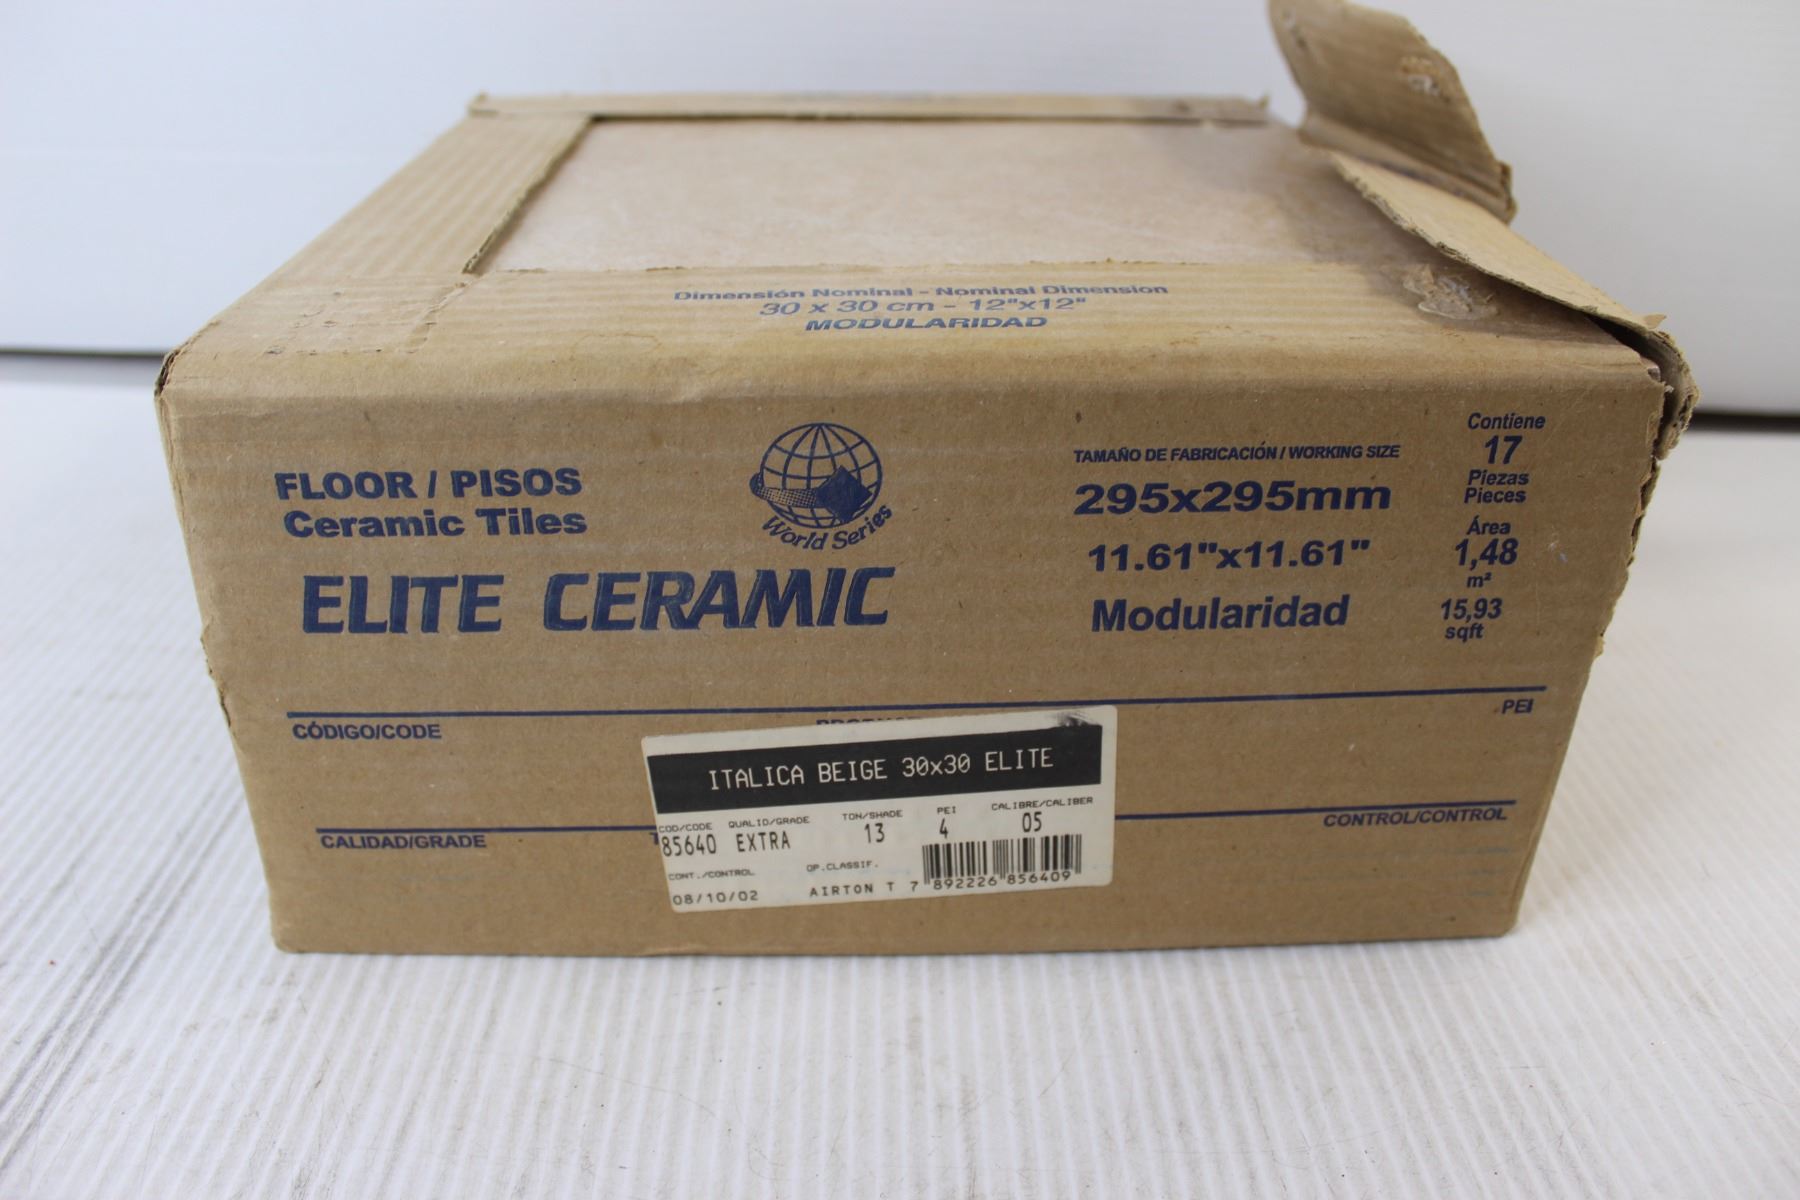 Dimensión Nominal - Nominal Dimension
30 x 30 cm - 12"x12"
MODULARIDAD
FLOOR / PISOS
Ceramic Tiles
World Series
ELITE CERAMIC
TAMAÑO DE FABRICACIÓN / WORKING SIZE
295x295mm
11.61"x11.61"
Modularidad
Contiene
17
Piezas
Pieces
Área
1,48
m²
15,93
sqft
CÓDIGO/CODE
PEI
CALIDAD/GRADE
CONTROL/CONTROL
ITALICA BEIGE 30x30 ELITE
COD/CODE QUALID/GRADE TON/SHADE PEI CALIBRE/CALIBER
85640 EXTRA 13 4 05
CONT./CONTROL OP.CLASSIF.
08/10/02 AIRTON T 7 892226 856409